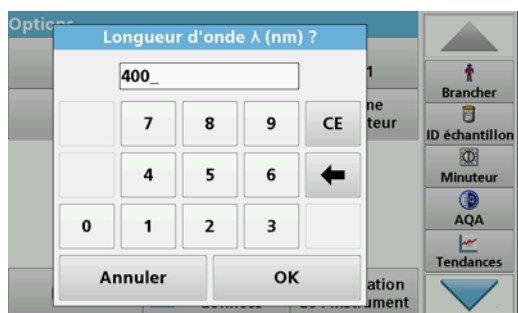 Options
Longueur d'onde λ (nm) ?
400_
7 8 9 CE
4 5 6
0 1 2 3
Annuler OK
Brancher
ID échantillon
Minuteur
AQA
Tendances